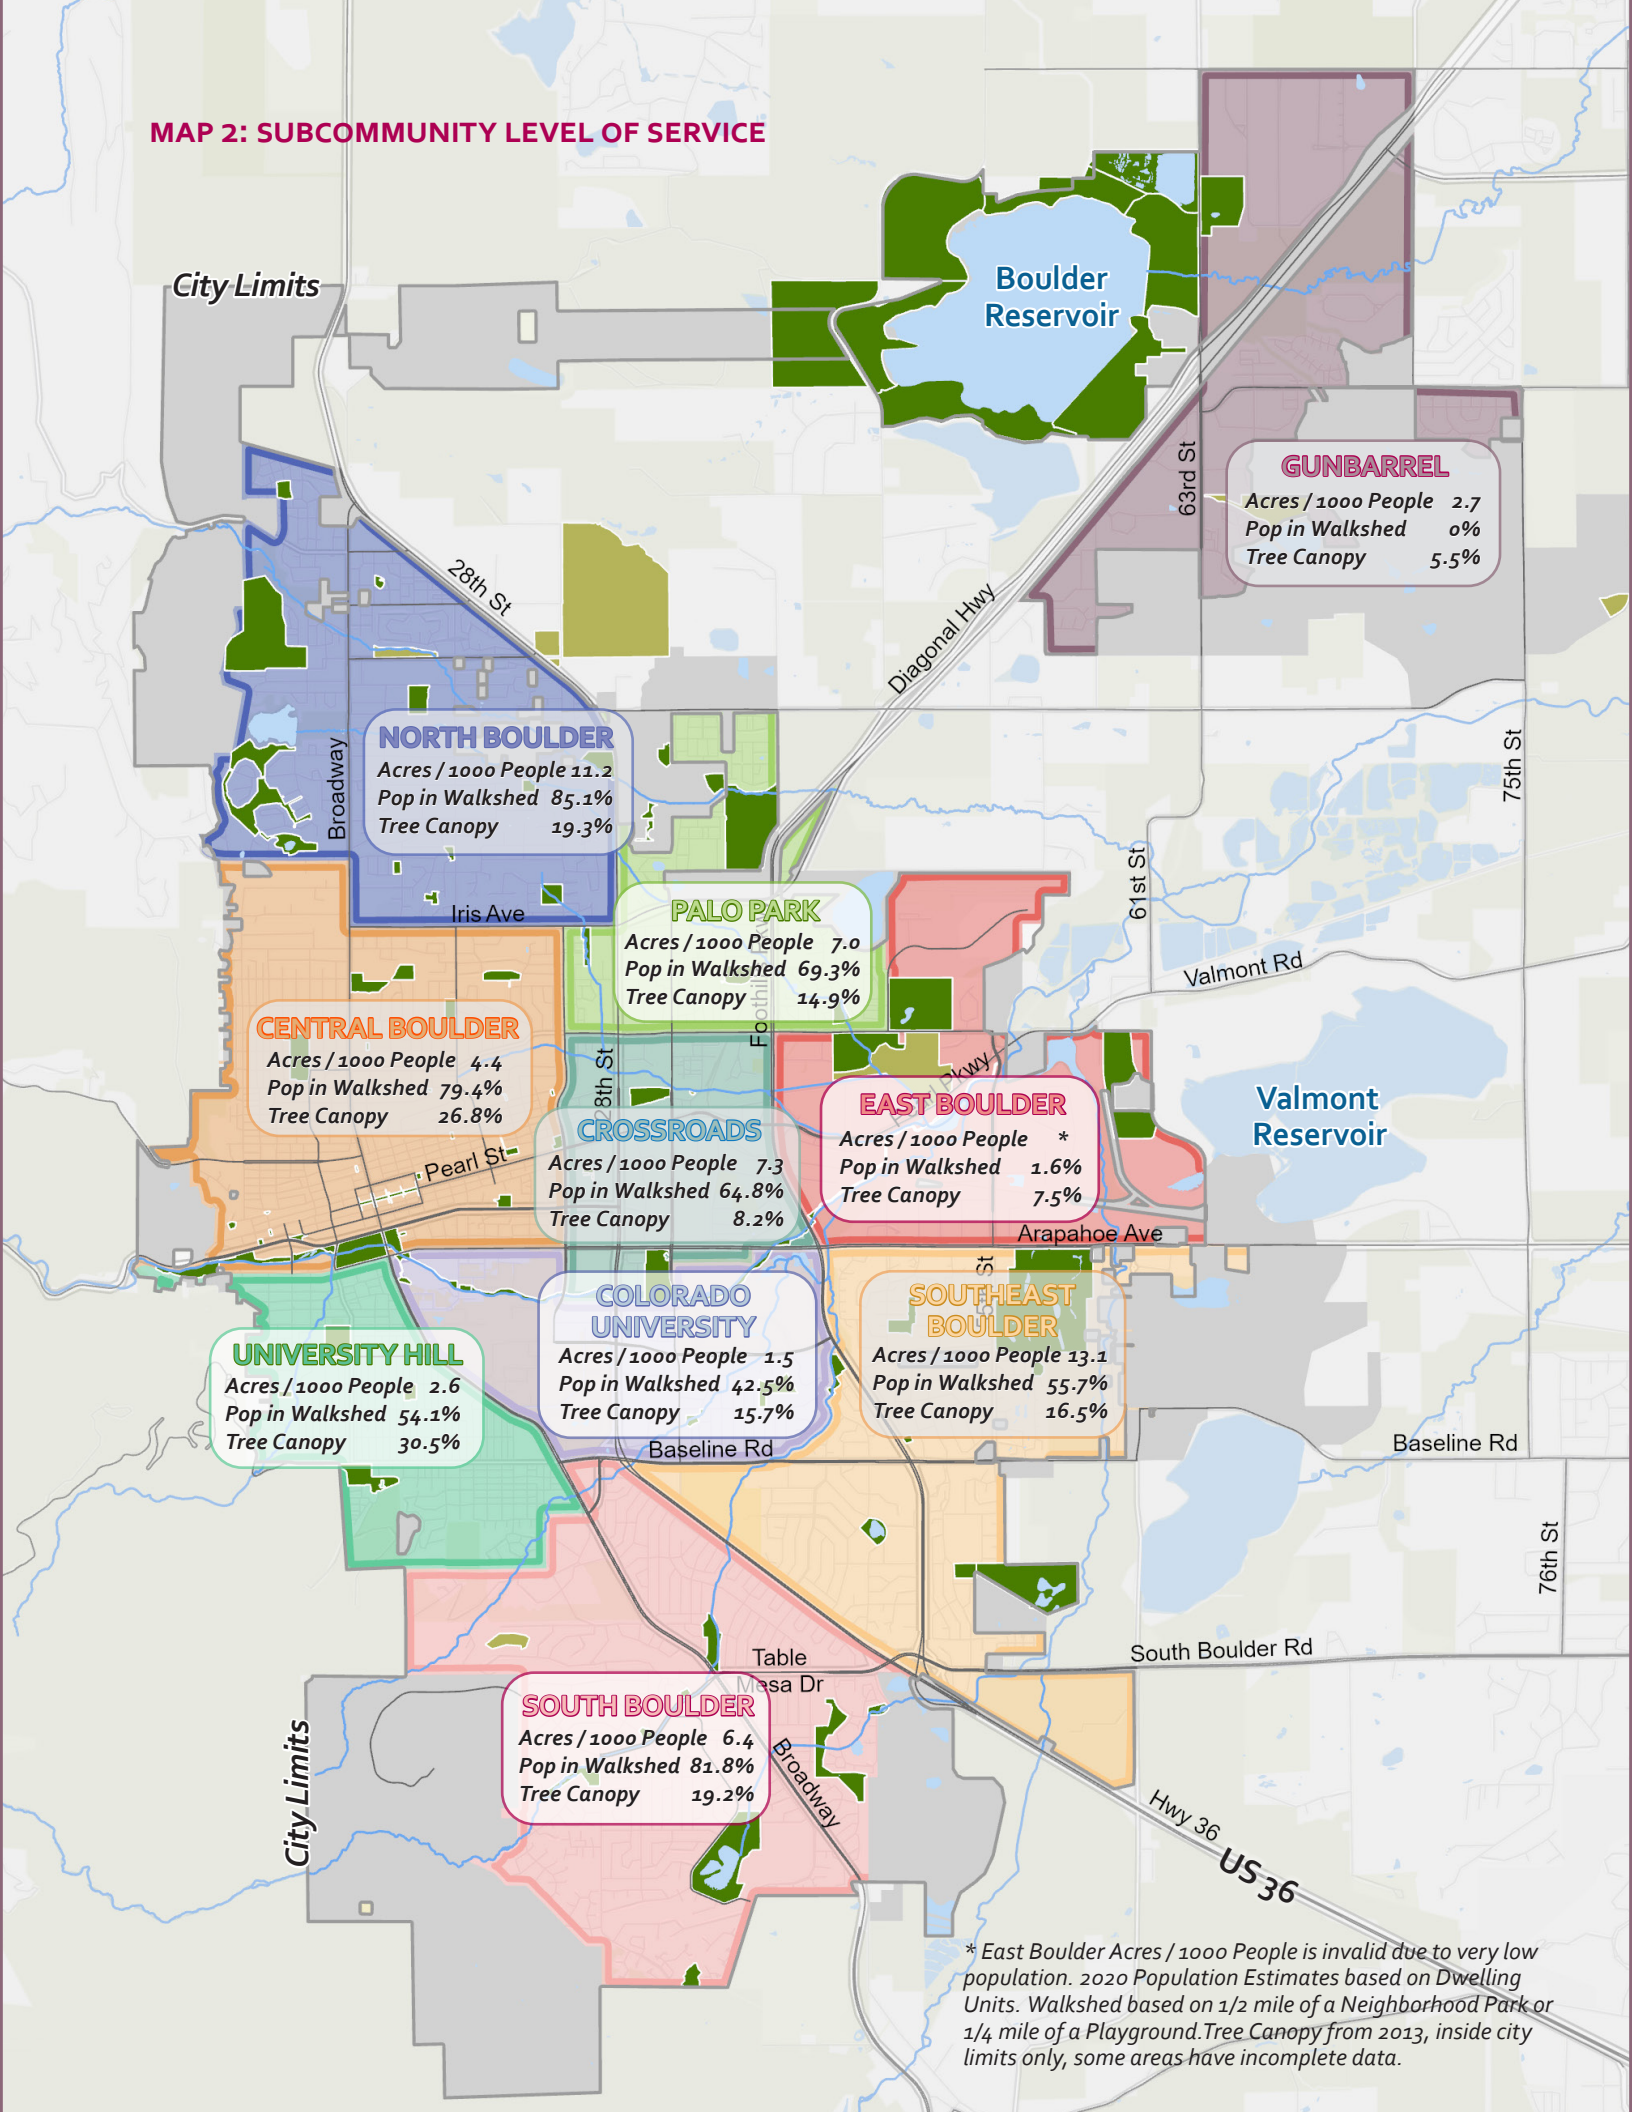 MAP 2: SUBCOMMUNITY LEVEL OF SERVICE
City Limits
Boulder
Reservoir
63rd St
GUNBARREL
Acres / 1000 People 2.7
Pop in Walkshed 0%
Tree Canopy 5.5%
28th St
Diagonal Hwy
75th St
Broadway
NORTH BOULDER
Acres / 1000 People 11.2
Pop in Walkshed 85.1%
Tree Canopy 19.3%
61st St
Iris Ave
PALO PARK
Acres / 1000 People 7.0
Pop in Walkshed 69.3%
Tree Canopy 14.9%
Valmont Rd
CENTRAL BOULDER
Acres / 1000 People 4.4
Pop in Walkshed 79.4%
Tree Canopy 26.8%
28th St
Pkwy
Valmont
Reservoir
EAST BOULDER
Acres / 1000 People *
Pop in Walkshed 1.6%
Tree Canopy 7.5%
CROSSROADS
Acres / 1000 People 7.3
Pop in Walkshed 64.8%
Tree Canopy 8.2%
Pearl St
Arapahoe Ave
St
COLORADO
UNIVERSITY
Acres / 1000 People 1.5
Pop in Walkshed 42.5%
Tree Canopy 15.7%
SOUTHEAST
BOULDER
Acres / 1000 People 13.1
Pop in Walkshed 55.7%
Tree Canopy 16.5%
UNIVERSITY HILL
Acres / 1000 People 2.6
Pop in Walkshed 54.1%
Tree Canopy 30.5%
Baseline Rd
Baseline Rd
76th St
South Boulder Rd
Table
Mesa Dr
SOUTH BOULDER
Acres / 1000 People 6.4
Pop in Walkshed 81.8%
Tree Canopy 19.2%
Broadway
City Limits
Hwy 36
US 36
* East Boulder Acres / 1000 People is invalid due to very low
population. 2020 Population Estimates based on Dwelling
Units. Walkshed based on 1/2 mile of a Neighborhood Park or
1/4 mile of a Playground.Tree Canopy from 2013, inside city
limits only, some areas have incomplete data.